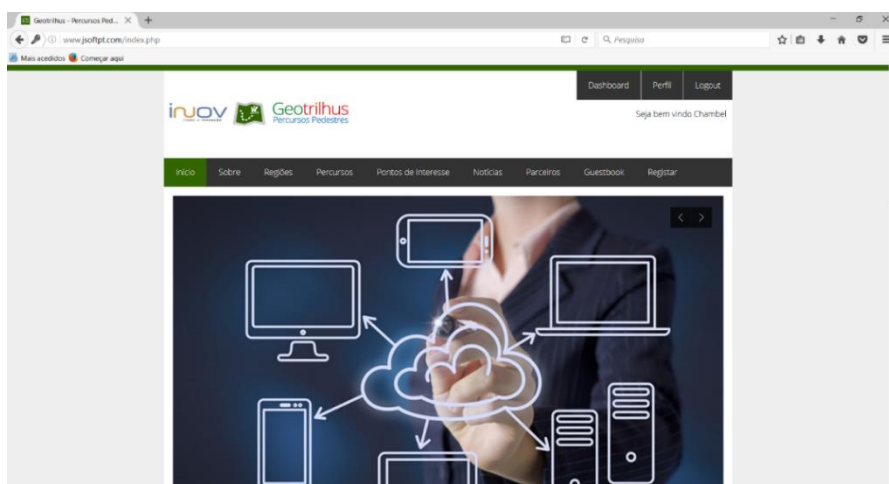 Geotrilhus - Percursos Ped...
www.jsoftpt.com/index.php
Pesquisa
Mais acedidos Começar aqui
Dashboard Perfil Logout
inov Geotrilhus
Percursos Pedestres
Seja bem vindo Chambel
Início Sobre Regiões Percursos Pontos de Interesse Notícias Parceiros Guestbook Registar